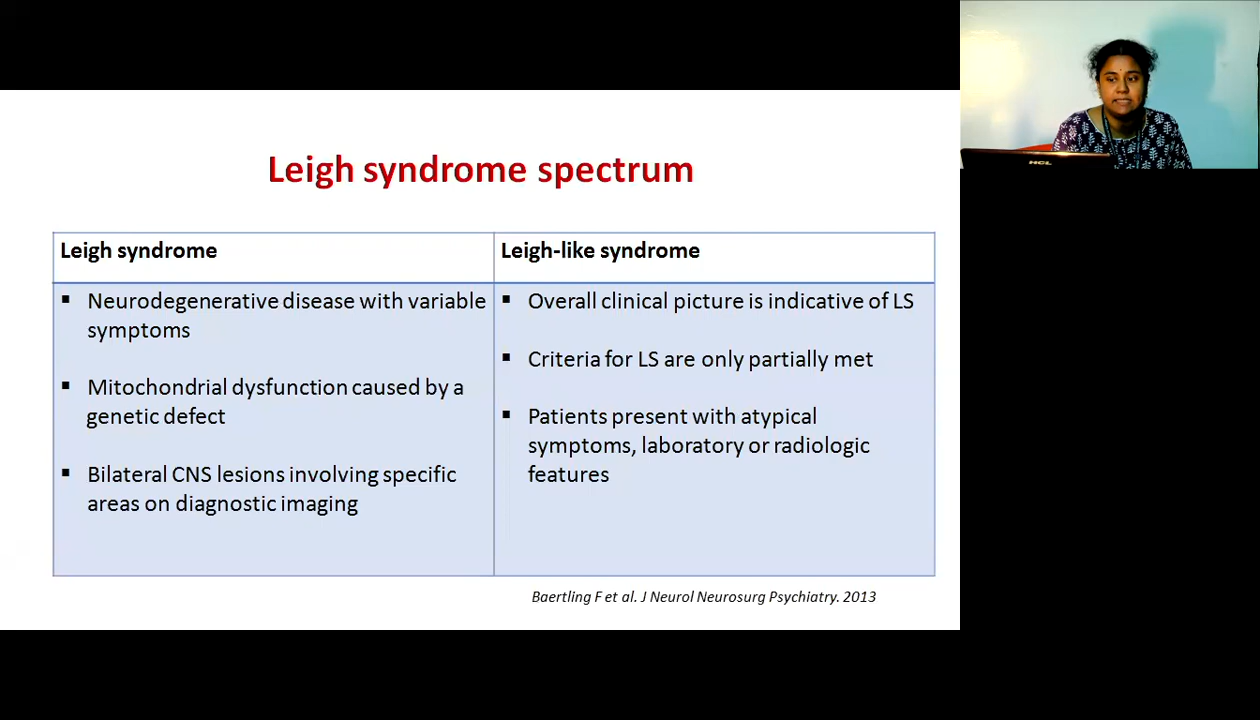 Leigh syndrome spectrum
Leigh syndrome
▪ Neurodegenerative disease with variable
symptoms
▪ Mitochondrial dysfunction caused by a
genetic defect
▪ Bilateral CNS lesions involving specific
areas on diagnostic imaging
Leigh-like syndrome
▪ Overall clinical picture is indicative of LS
▪ Criteria for LS are only partially met
▪ Patients present with atypical
symptoms, laboratory or radiologic
features
Baertling F et al. J Neurol Neurosurg Psychiatry. 2013
HCL